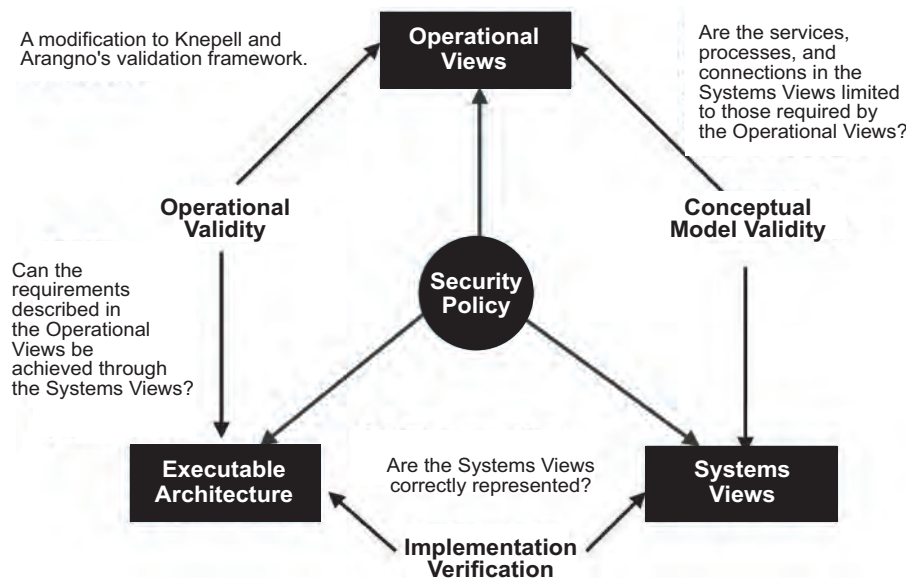 A modification to Knepell and
Arangno's validation framework.
Operational
Views
Are the services,
processes, and
connections in the
Systems Views limited
to those required by
the Operational Views?
Operational
Validity
Conceptual
Model Validity
Can the
requirements
described in
the Operational
Views be
achieved through
the Systems Views?
Security
Policy
Executable
Architecture
Are the Systems Views
correctly represented?
Systems
Views
Implementation
Verification